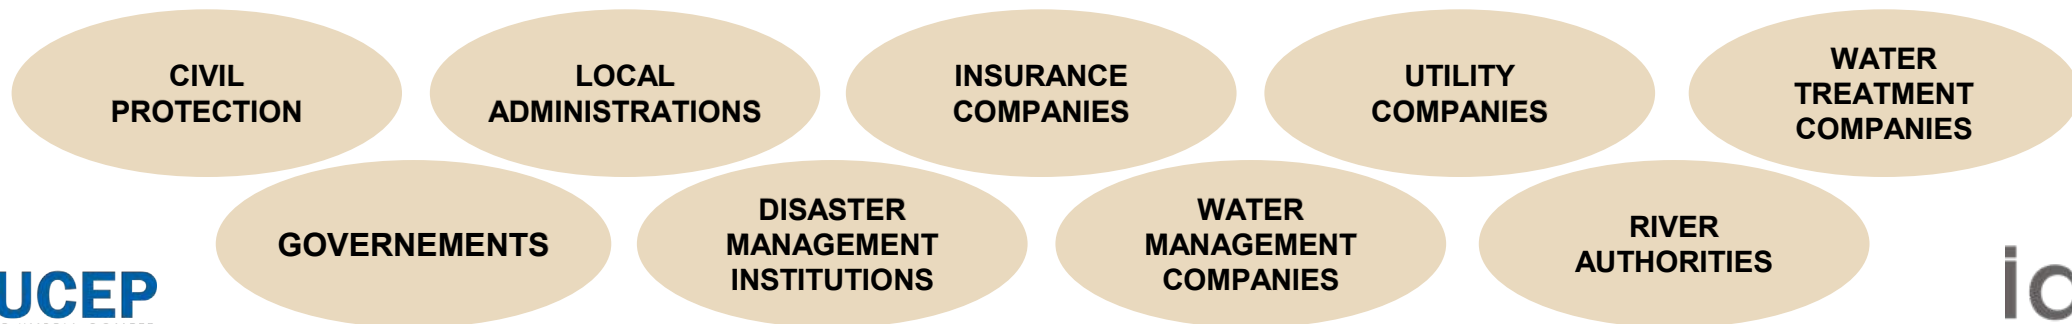 CIVIL
PROTECTION
LOCAL
ADMINISTRATIONS
INSURANCE
COMPANIES
UTILITY
COMPANIES
WATER
TREATMENT
COMPANIES
GOVERNEMENTS
DISASTER
MANAGEMENT
INSTITUTIONS
WATER
MANAGEMENT
COMPANIES
RIVER
AUTHORITIES
UCEP